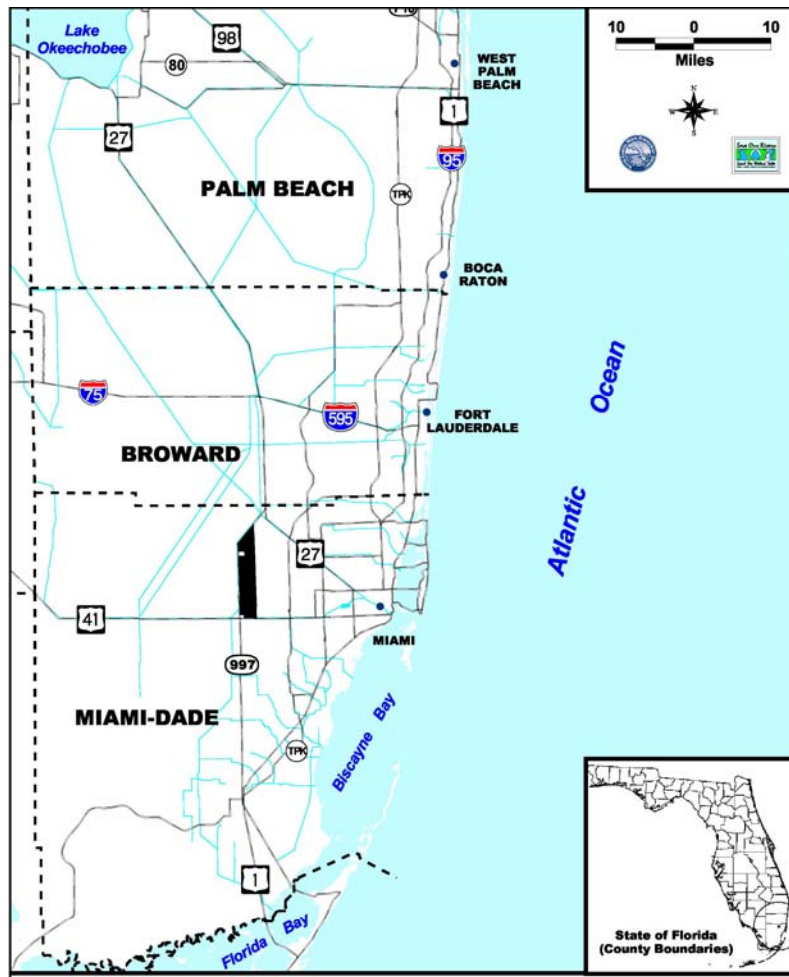 Lake
Okeechobee
98
80
710
WEST
PALM
BEACH
10 0 10
Miles
N
W E
S
27
1
95
PALM BEACH
TPK
BOCA
RATON
75
595
FORT
LAUDERDALE
BROWARD
Atlantic Ocean
27
41
MIAMI
997
MIAMI-DADE
Biscayne Bay
TPK
1
Florida Bay
State of Florida
(County Boundaries)